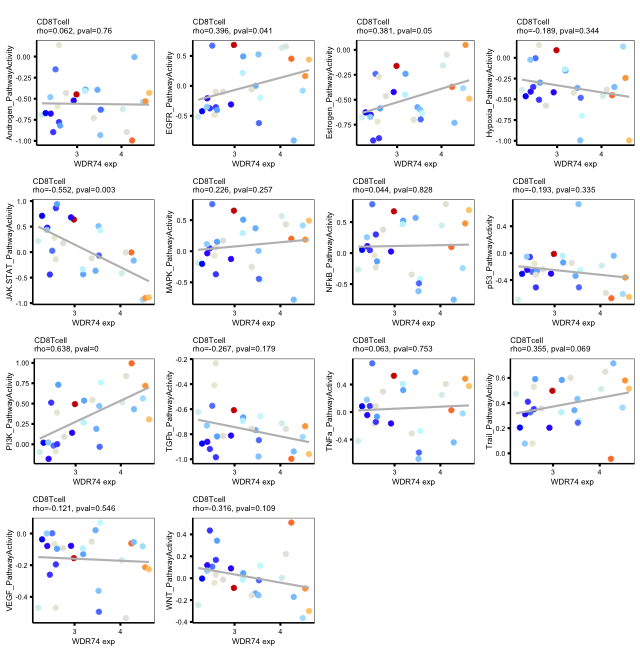 CD8Tcell
rho=0.062, pval=0.76
Androgen_PathwayActivity
0.00
-0.25
-0.50
-0.75
-1.00
3
4
WDR74 exp
CD8Tcell
rho=0.396, pval=0.041
EGFR_PathwayActivity
0.5
0.0
-0.5
3
4
WDR74 exp
CD8Tcell
rho=0.381, pval=0.05
Estrogen_PathwayActivity
0.00
-0.25
-0.50
-0.75
3
4
WDR74 exp
CD8Tcell
rho=-0.189, pval=0.344
Hypoxia_PathwayActivity
0.00
-0.25
-0.50
-0.75
-1.00
3
4
WDR74 exp
CD8Tcell
rho=-0.552, pval=0.003
JAK.STAT_PathwayActivity
1.0
0.5
0.0
-0.5
-1.0
3
4
WDR74 exp
CD8Tcell
rho=0.226, pval=0.257
MAPK_PathwayActivity
0.5
0.0
-0.5
3
4
WDR74 exp
CD8Tcell
rho=0.044, pval=0.828
NFkB_PathwayActivity
0.5
0.0
-0.5
3
4
WDR74 exp
CD8Tcell
rho=-0.193, pval=0.335
p53_PathwayActivity
0.4
0.0
-0.4
3
4
WDR74 exp
CD8Tcell
rho=0.638, pval=0
PI3K_PathwayActivity
1.00
0.75
0.50
0.25
0.00
3
4
WDR74 exp
CD8Tcell
rho=-0.267, pval=0.179
TGFb_PathwayActivity
-0.2
-0.4
-0.6
-0.8
-1.0
3
4
WDR74 exp
CD8Tcell
rho=0.063, pval=0.753
TNFa_PathwayActivity
0.4
0.0
-0.4
3
4
WDR74 exp
CD8Tcell
rho=0.355, pval=0.069
Trail_PathwayActivity
0.6
0.4
0.2
0.0
3
4
WDR74 exp
CD8Tcell
rho=-0.121, pval=0.546
VEGF_PathwayActivity
0.0
-0.2
-0.4
3
4
WDR74 exp
CD8Tcell
rho=-0.316, pval=0.109
WNT_PathwayActivity
0.4
0.2
0.0
-0.2
-0.4
3
4
WDR74 exp